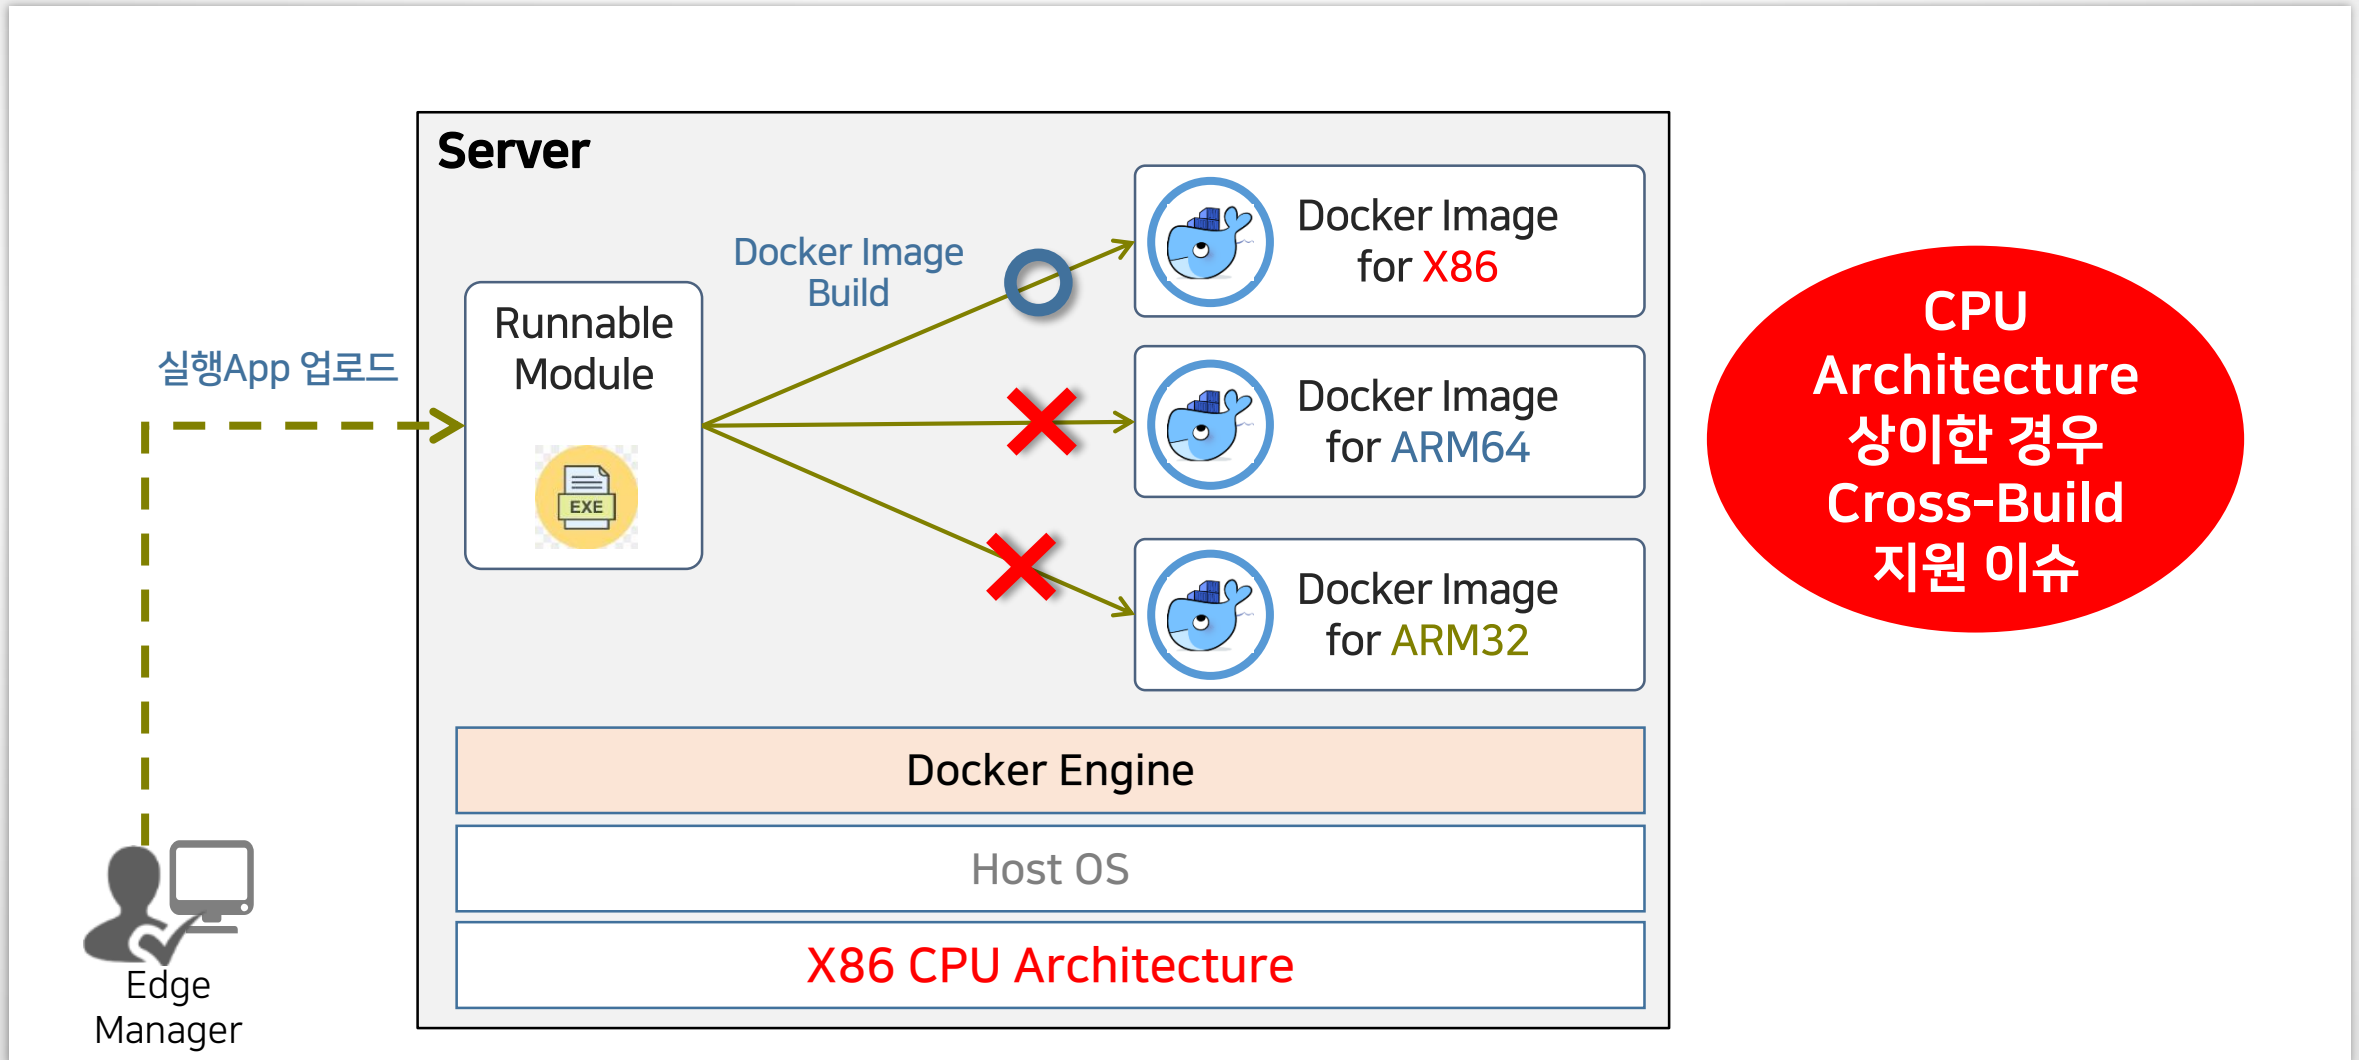 Server
Docker Image
Build
실행App 업로드
Runnable
Module
EXE
Docker Image
for X86
Docker Image
for ARM64
Docker Image
for ARM32
CPU
Architecture
상이한 경우
Cross-Build
지원 이슈
Docker Engine
Host OS
X86 CPU Architecture
Edge
Manager